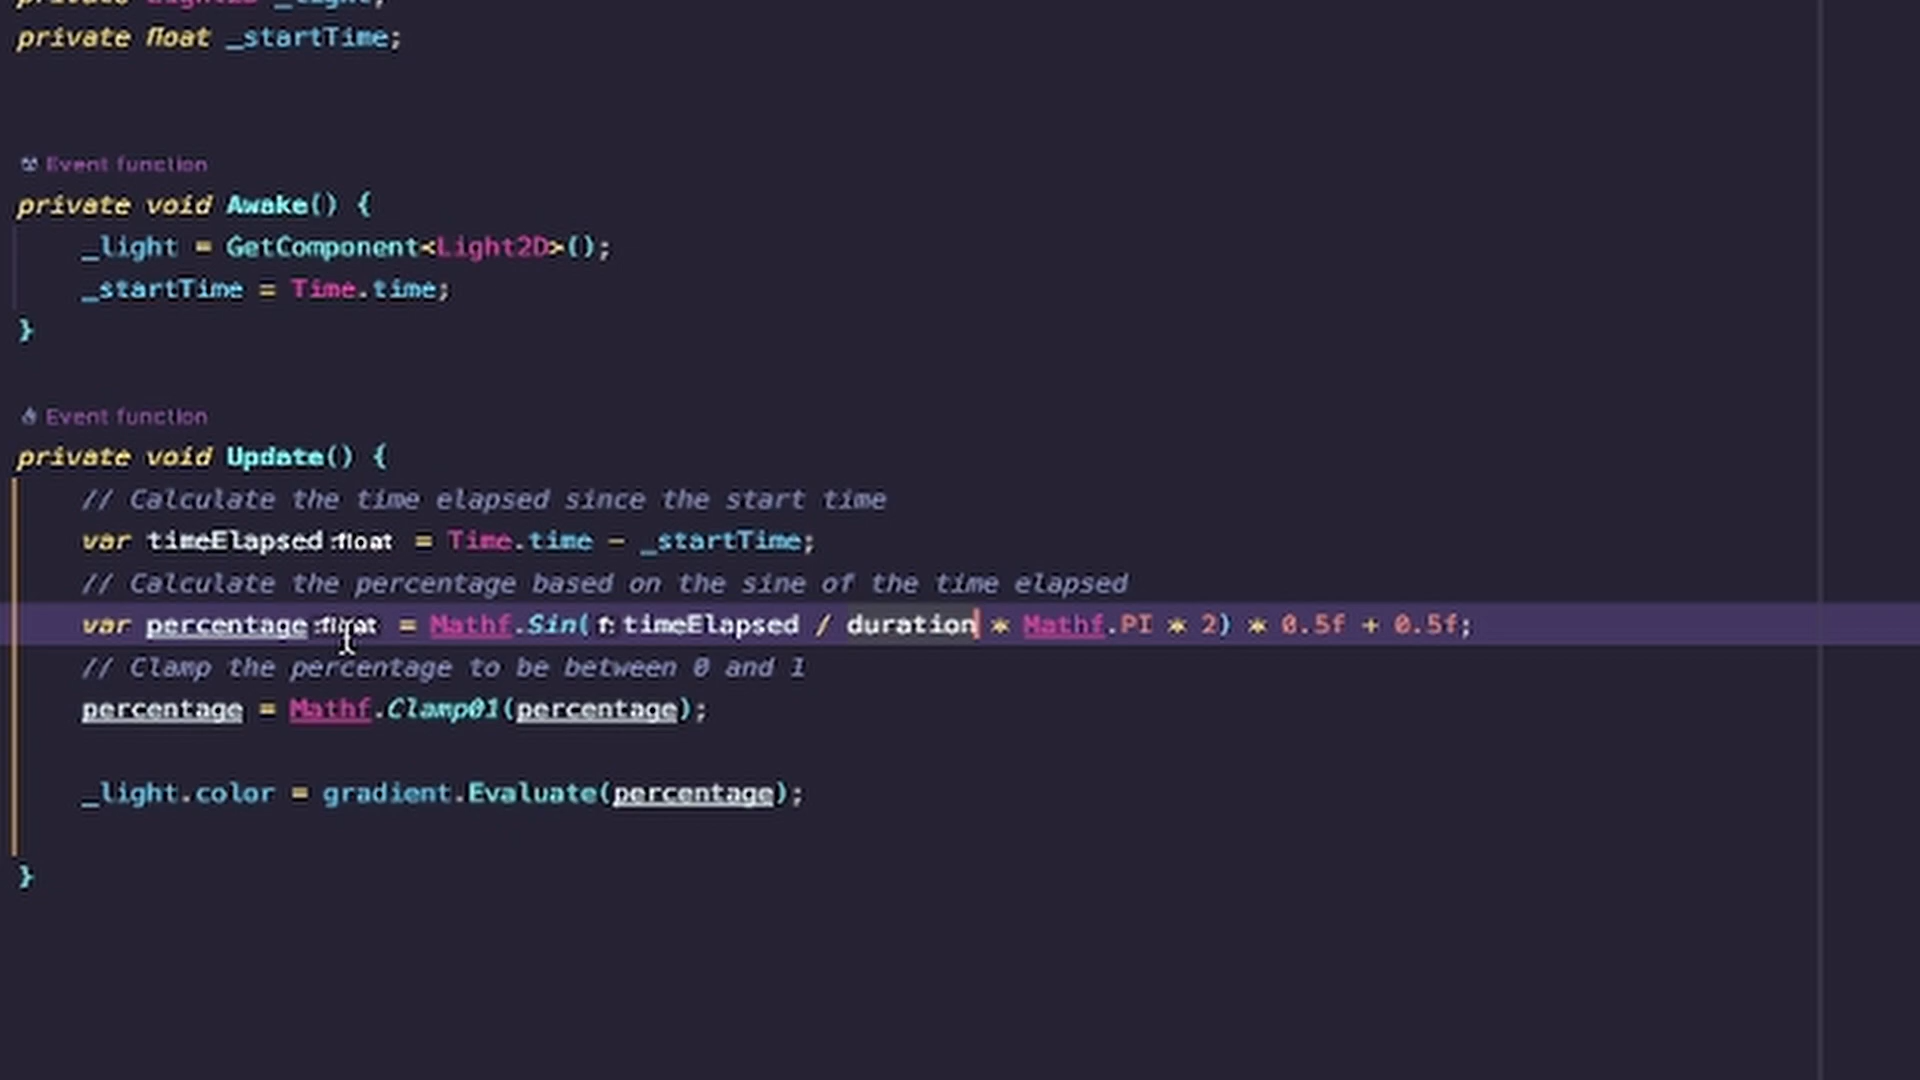 private Light2D _light;
private float _startTime;
Event function
private void Awake() {
_light = GetComponent<Light2D>();
_startTime = Time.time;
}
Event function
private void Update() {
// Calculate the time elapsed since the start time
var timeElapsed :float = Time.time - _startTime;
// Calculate the percentage based on the sine of the time elapsed
var percentage :float = Mathf.Sin( f: timeElapsed / duration * Mathf.PI * 2) * 0.5f + 0.5f;
// Clamp the percentage to be between 0 and 1
percentage = Mathf.Clamp01(percentage);
_light.color = gradient.Evaluate(percentage);
}